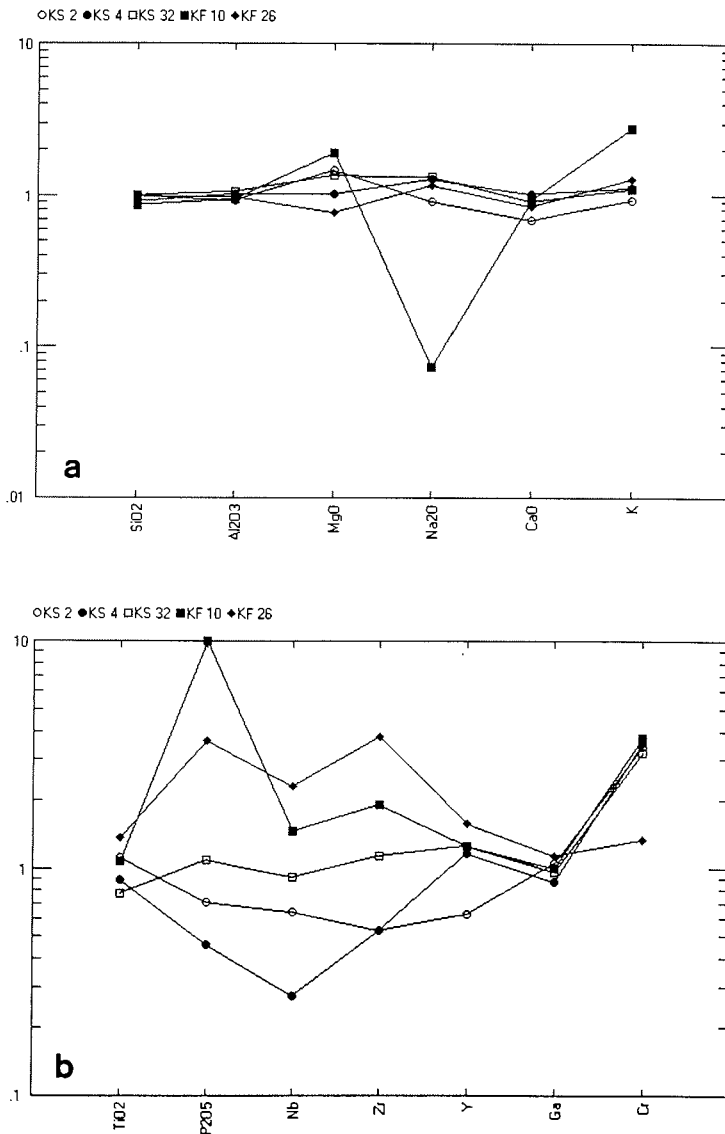 ○KS 2 ●KS 4 □KS 32 ■KF 10 ◆KF 26
10
1
.1
.01
a
SiO2
Al2O3
MgO
Na2O
CaO
K
○KS 2 ●KS 4 □KS 32 ■KF 10 ◆KF 26
10
1
.1
b
TiO2
P2O5
Nb
Zr
Y
Ga
Cr